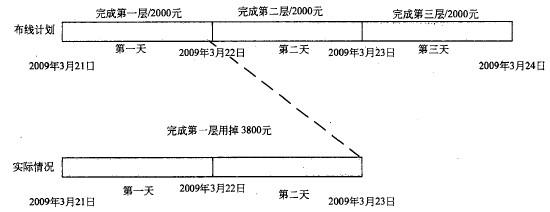 完成第一层/2000元 完成第二层/2000元 完成第三层/2000元
布线计划
第一天 第二天 第三天
2009年3月21日 2009年3月22日 2009年3月23日 2009年3月24日
完成第一层用掉3800元
实际情况
第一天 第二天
2009年3月21日 2009年3月22日 2009年3月23日